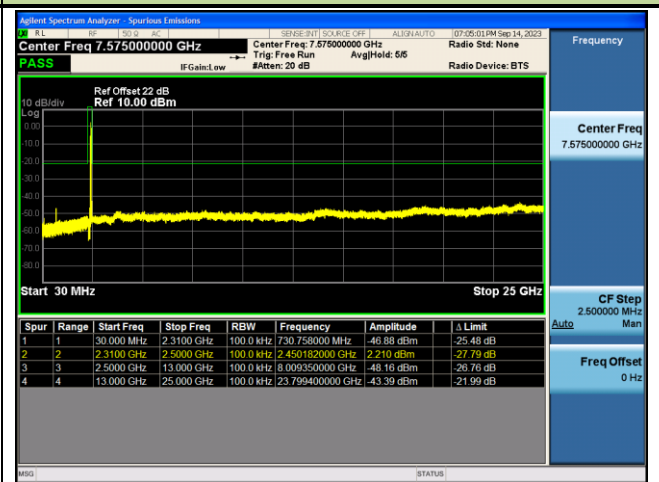 Agilent Spectrum Analyzer - Spurious Emissions
RL RF 50 Ω AC SENSE:INT SOURCE OFF ALIGN AUTO 07:05:01 PM Sep 14, 2023
Center Freq 7.575000000 GHz
Center Freq: 7.575000000 GHz
Radio Std: None
Trig: Free Run Avg|Hold: 5/5
PASS
IFGain:Low
#Atten: 20 dB
Radio Device: BTS
Frequency
Ref Offset 22 dB
10 dB/div Ref 10.00 dBm
Log
0.00
-10.0
-20.0
-30.0
-40.0
-50.0
-60.0
-70.0
-80.0
Start 30 MHz Stop 25 GHz
Center Freq
7.575000000 GHz
CF Step
2.500000 MHz
Auto Man
Freq Offset
0 Hz
Spur Range Start Freq Stop Freq RBW Frequency Amplitude Δ Limit
1 1 30.000 MHz 2.3100 GHz 100.0 kHz 730.758000 MHz -46.88 dBm -25.48 dB
2 2 2.3100 GHz 2.5000 GHz 100.0 kHz 2.450182000 GHz 2.210 dBm -27.79 dB
3 3 2.5000 GHz 13.000 GHz 100.0 kHz 8.009350000 GHz -48.16 dBm -26.76 dB
4 4 13.000 GHz 25.000 GHz 100.0 kHz 23.799400000 GHz -43.39 dBm -21.99 dB
MSG STATUS